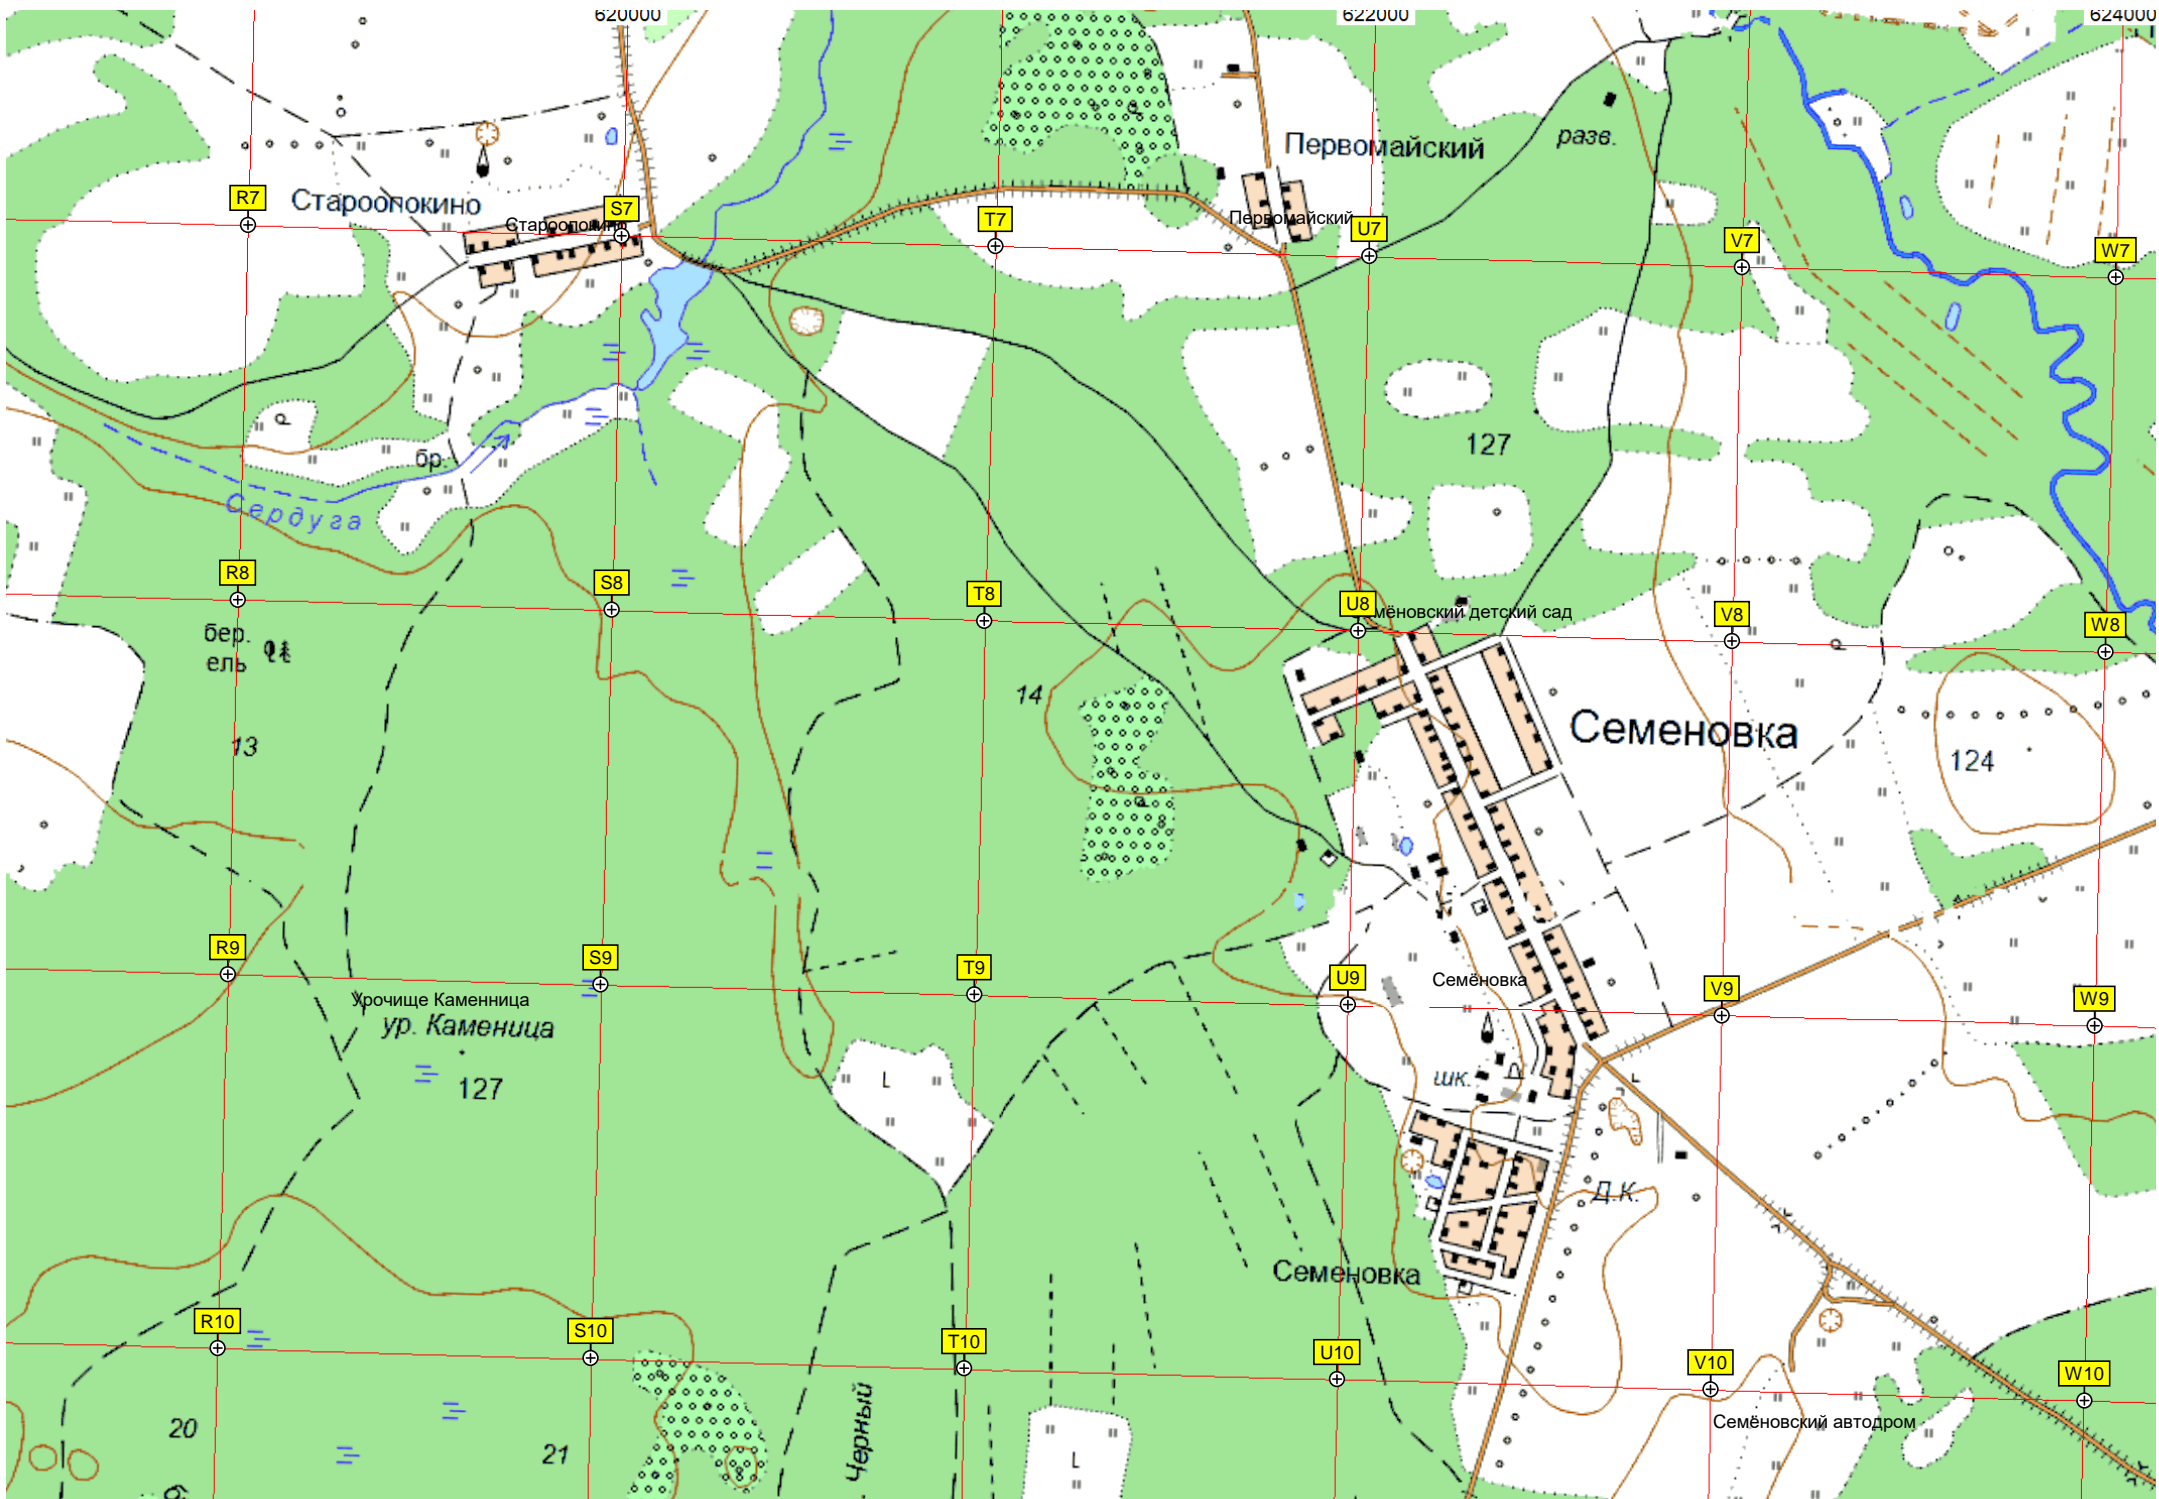 620000
622000
624000
разв.
Первомайский
R7
Староопокино
S7
Староопокино
T7
Первомайский
U7
V7
W7
127
бр.
Сердуга
R8
S8
T8
U8
мёновский детский сад
V8
W8
бер.
ель
14
13
Семеновка
124
R9
S9
T9
U9
Семёновка
V9
W9
Урочище Каменница
ур. Каменица
127
шк.
Д.К.
Семеновка
R10
S10
T10
U10
V10
W10
Черный
20
21
Семёновский автодром